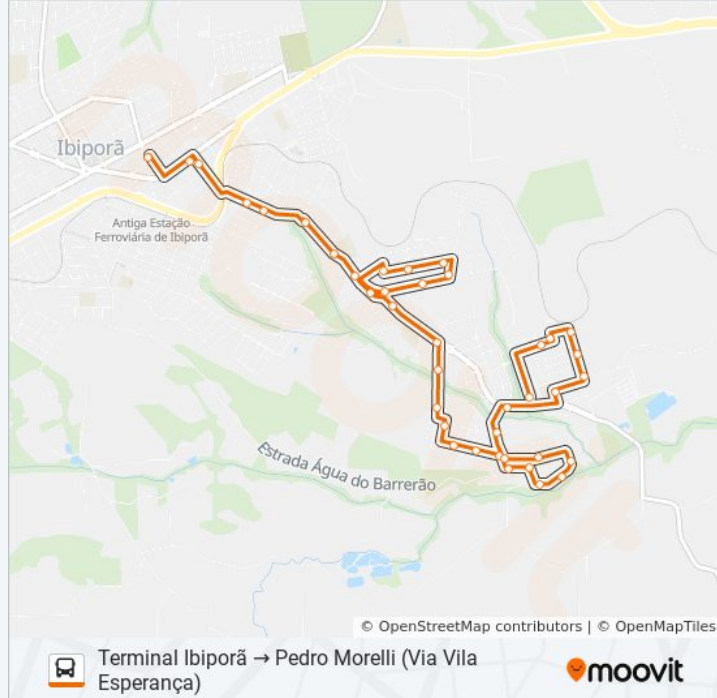 Ibiporã
Antiga Estação
Ferroviária de Ibiporã
Estrada Água do Barrerão
© OpenStreetMap contributors | © OpenMapTiles
Terminal Ibiporã → Pedro Morelli (Via Vila
Esperança)
moovit